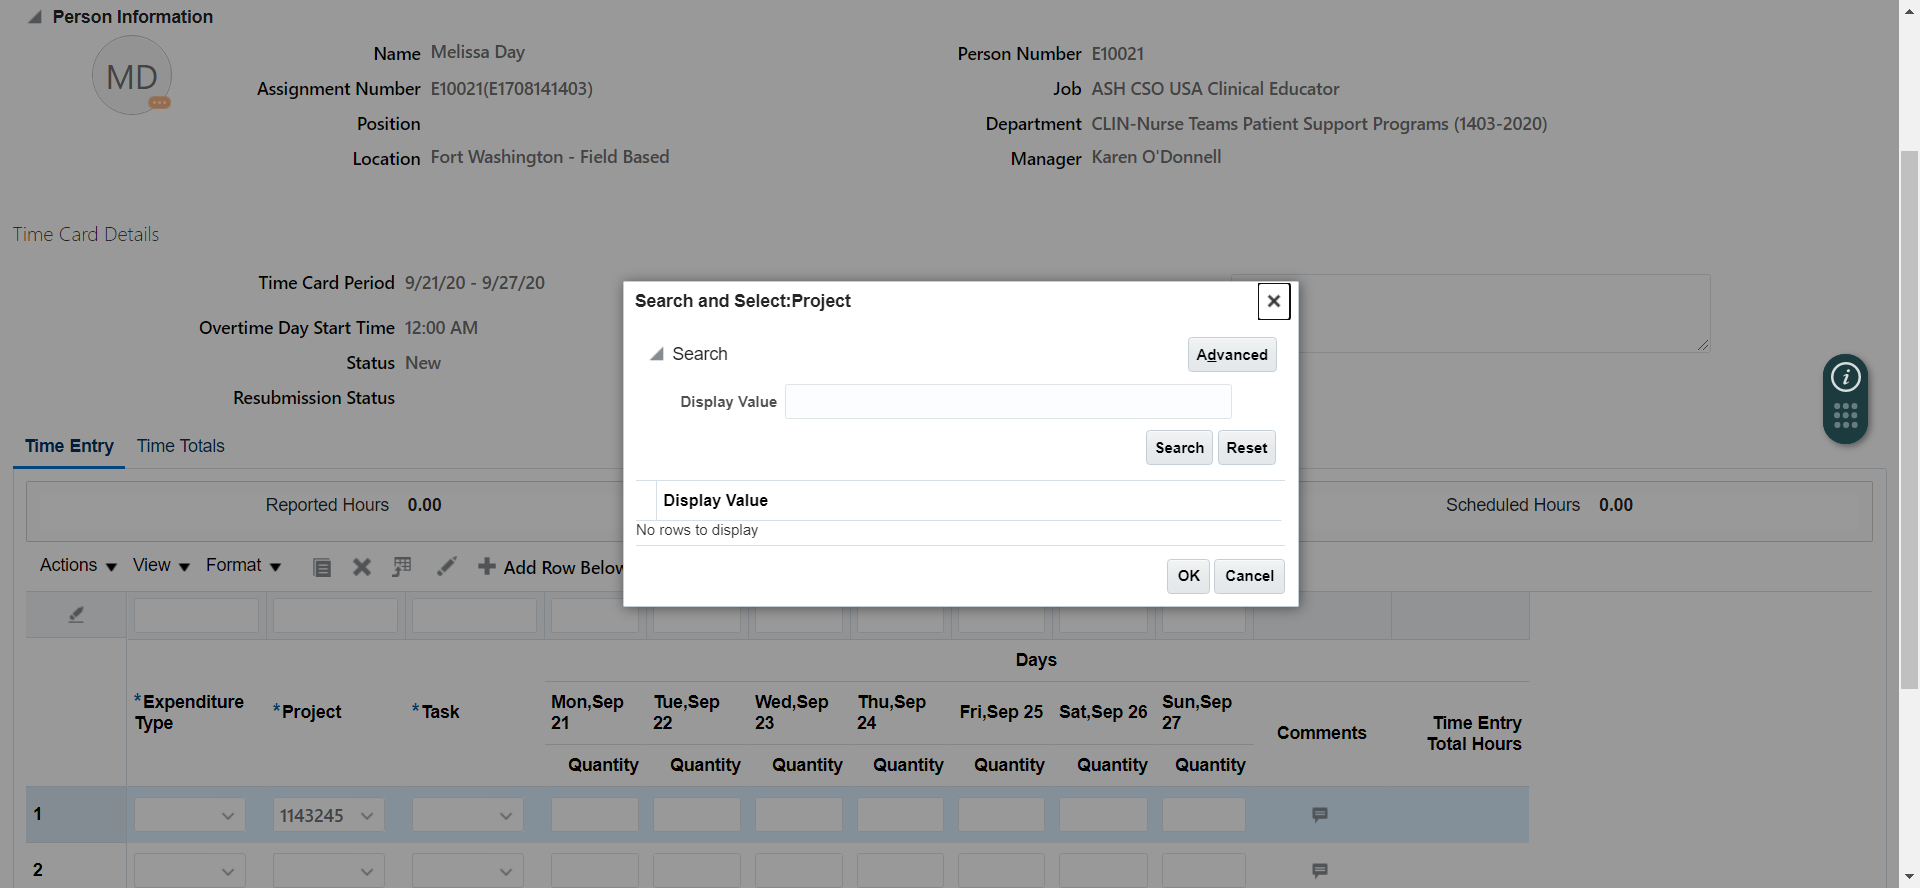 Person Information
MD
Name Melissa Day
Person Number E10021
Assignment Number E10021(E1708141403)
Job ASH CSO USA Clinical Educator
Position
Department CLIN-Nurse Teams Patient Support Programs (1403-2020)
Location Fort Washington - Field Based
Manager Karen O'Donnell
Time Card Details
Time Card Period 9/21/20 - 9/27/20
Overtime Day Start Time 12:00 AM
Status New
Resubmission Status
Search and Select:Project
Search
Advanced
Display Value
Search Reset
Display Value
No rows to display
OK Cancel
Time Entry Time Totals
Reported Hours 0.00
Scheduled Hours 0.00
Actions View Format Add Row Below
Days
*Expenditure Type
*Project
*Task
Mon,Sep 21
Tue,Sep 22
Wed,Sep 23
Thu,Sep 24
Fri,Sep 25
Sat,Sep 26
Sun,Sep 27
Comments
Time Entry Total Hours
Quantity Quantity Quantity Quantity Quantity Quantity Quantity
1 1143245
2